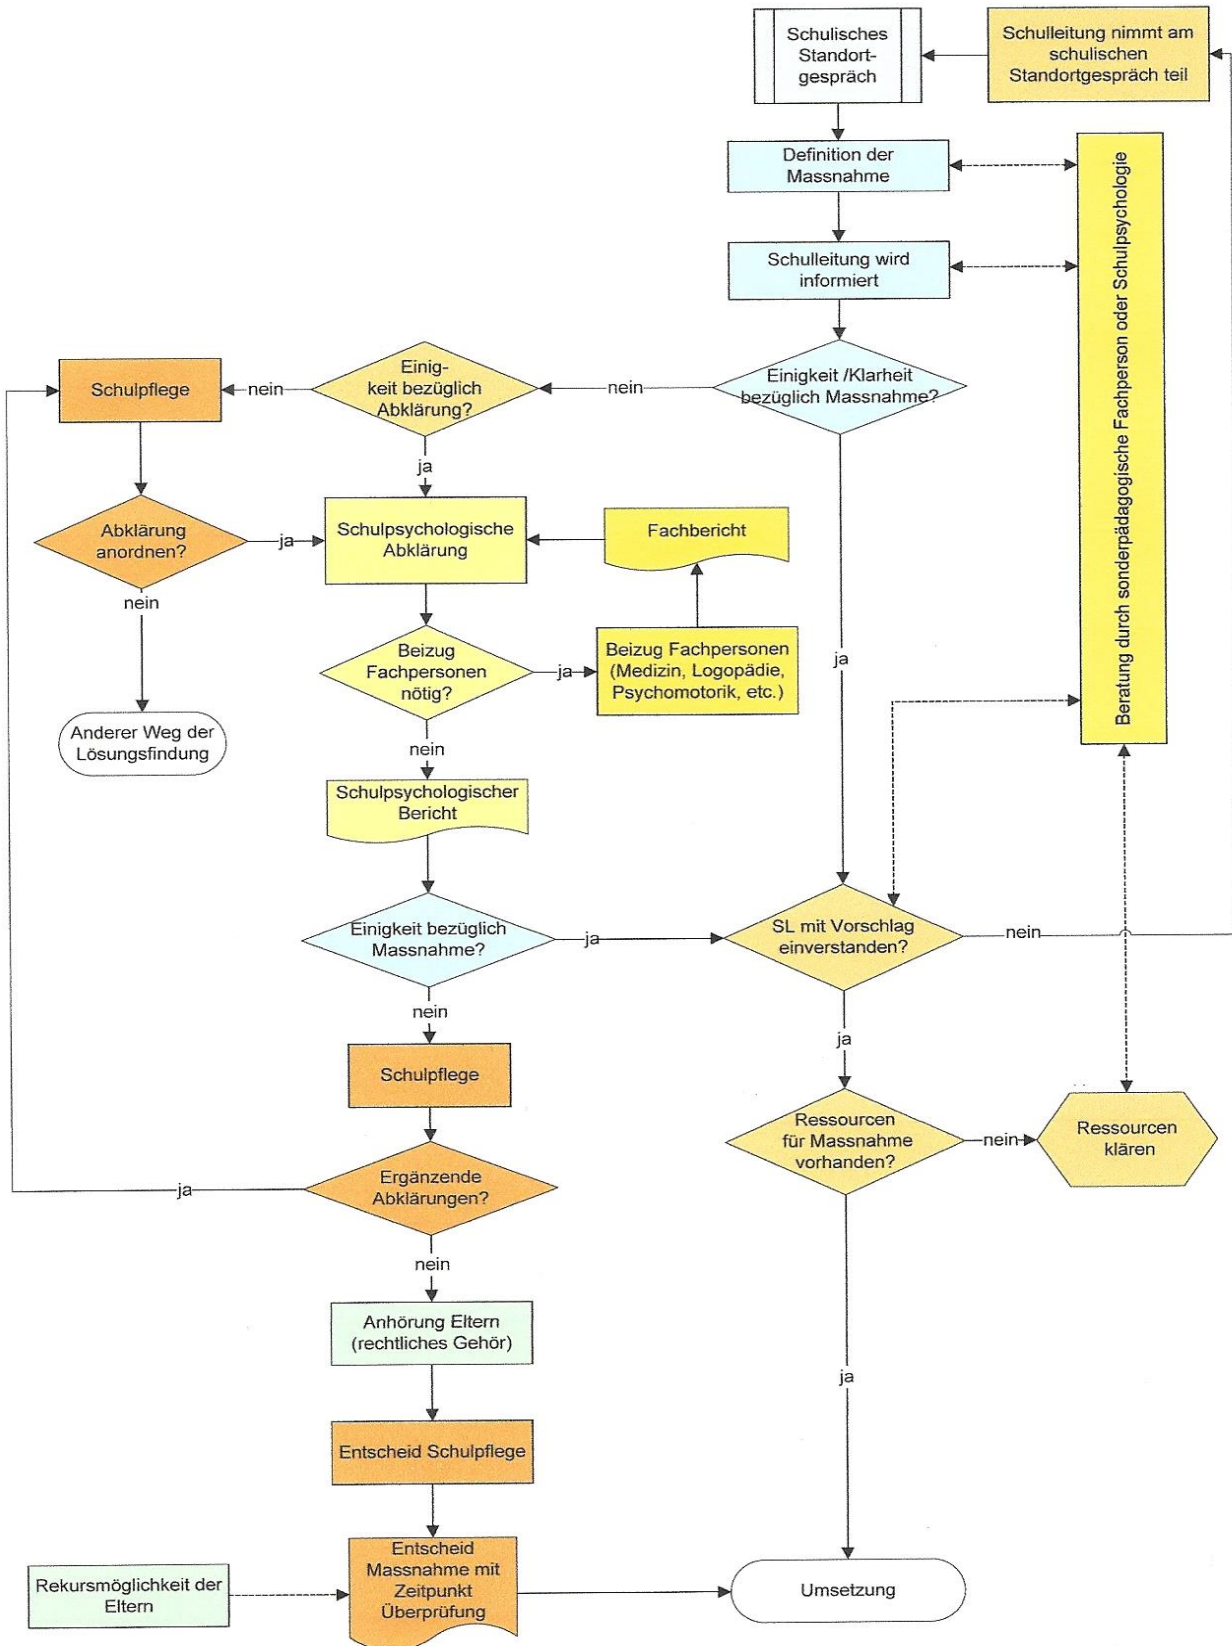 Schulisches
Standort-
gespräch
Schulleitung nimmt am
schulischen
Standortgespräch teil
Definition der
Massnahme
Beratung durch sonderpädagogische Fachperson oder Schulpsychologie
Schulleitung wird
informiert
Schulpflege
nein
Einig-
keit bezüglich
Abklärung?
nein
Einigkeit /Klarheit
bezüglich Massnahme?
ja
Abklärung
anordnen?
ja
Schulpsychologische
Abklärung
Fachbericht
nein
Beizug
Fachpersonen
nötig?
ja
Beizug Fachpersonen
(Medizin, Logopädie,
Psychomotorik, etc.)
ja
Anderer Weg der
Lösungsfindung
nein
Schulpsychologischer
Bericht
Einigkeit bezüglich
Massnahme?
ja
SL mit Vorschlag
einverstanden?
nein
nein
ja
Schulpflege
Ressourcen
für Massnahme
vorhanden?
nein
Ressourcen
klären
ja
Ergänzende
Abklärungen?
nein
Anhörung Eltern
(rechtliches Gehör)
ja
Entscheid Schulpflege
Rekursmöglichkeit der
Eltern
Entscheid
Massnahme mit
Zeitpunkt
Überprüfung
Umsetzung